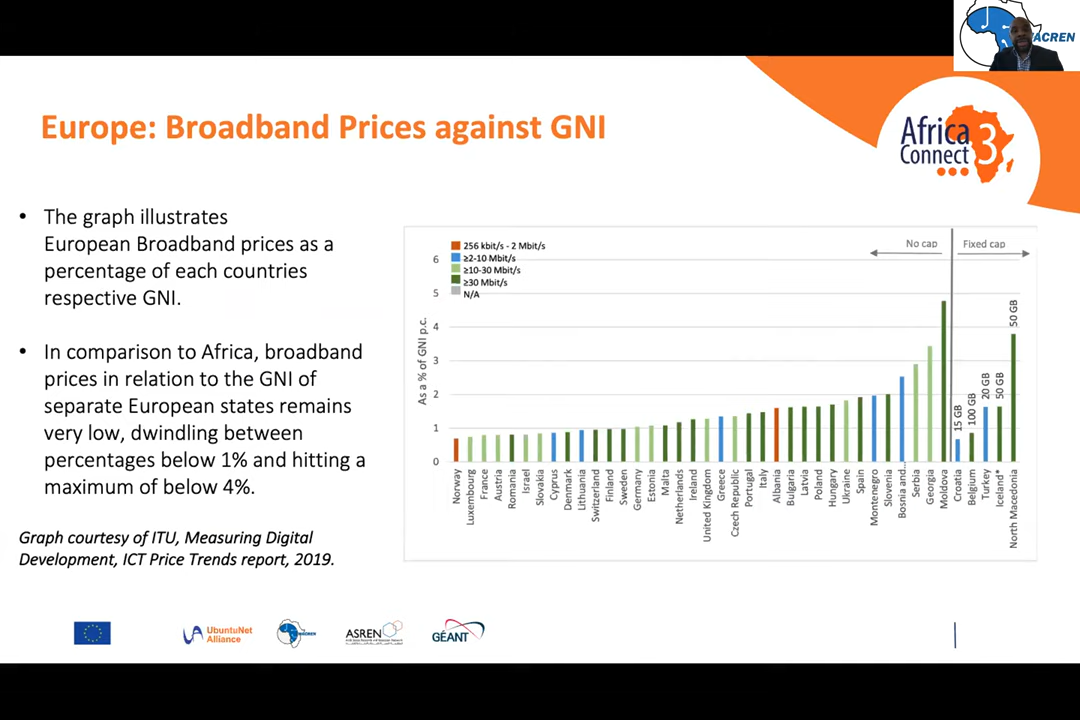 ACREN
Europe: Broadband Prices against GNI
Africa
Connect 3
• The graph illustrates
European Broadband prices as a
percentage of each countries
respective GNI.
• In comparison to Africa, broadband
prices in relation to the GNI of
separate European states remains
very low, dwindling between
percentages below 1% and hitting a
maximum of below 4%.
Graph courtesy of ITU, Measuring Digital
Development, ICT Price Trends report, 2019.
256 kbit/s - 2 Mbit/s
≥2-10 Mbit/s
≥10-30 Mbit/s
≥30 Mbit/s
N/A
No cap
Fixed cap
As a % of GNI p.c.
6
5
4
3
2
1
0
15 GB
100 GB
20 GB
50 GB
50 GB
Norway
Luxembourg
France
Austria
Romania
Israel
Slovakia
Cyprus
Denmark
Lithuania
Switzerland
Finland
Sweden
Germany
Estonia
Malta
Netherlands
Ireland
United Kingdom
Greece
Czech Republic
Portugal
Italy
Albania
Bulgaria
Latvia
Poland
Hungary
Ukraine
Spain
Montenegro
Slovenia
Bosnia and...
Serbia
Georgia
Moldova
Croatia
Belgium
Turkey
Iceland*
North Macedonia
UbuntuNet
Alliance
WACREN
ASREN
GÉANT